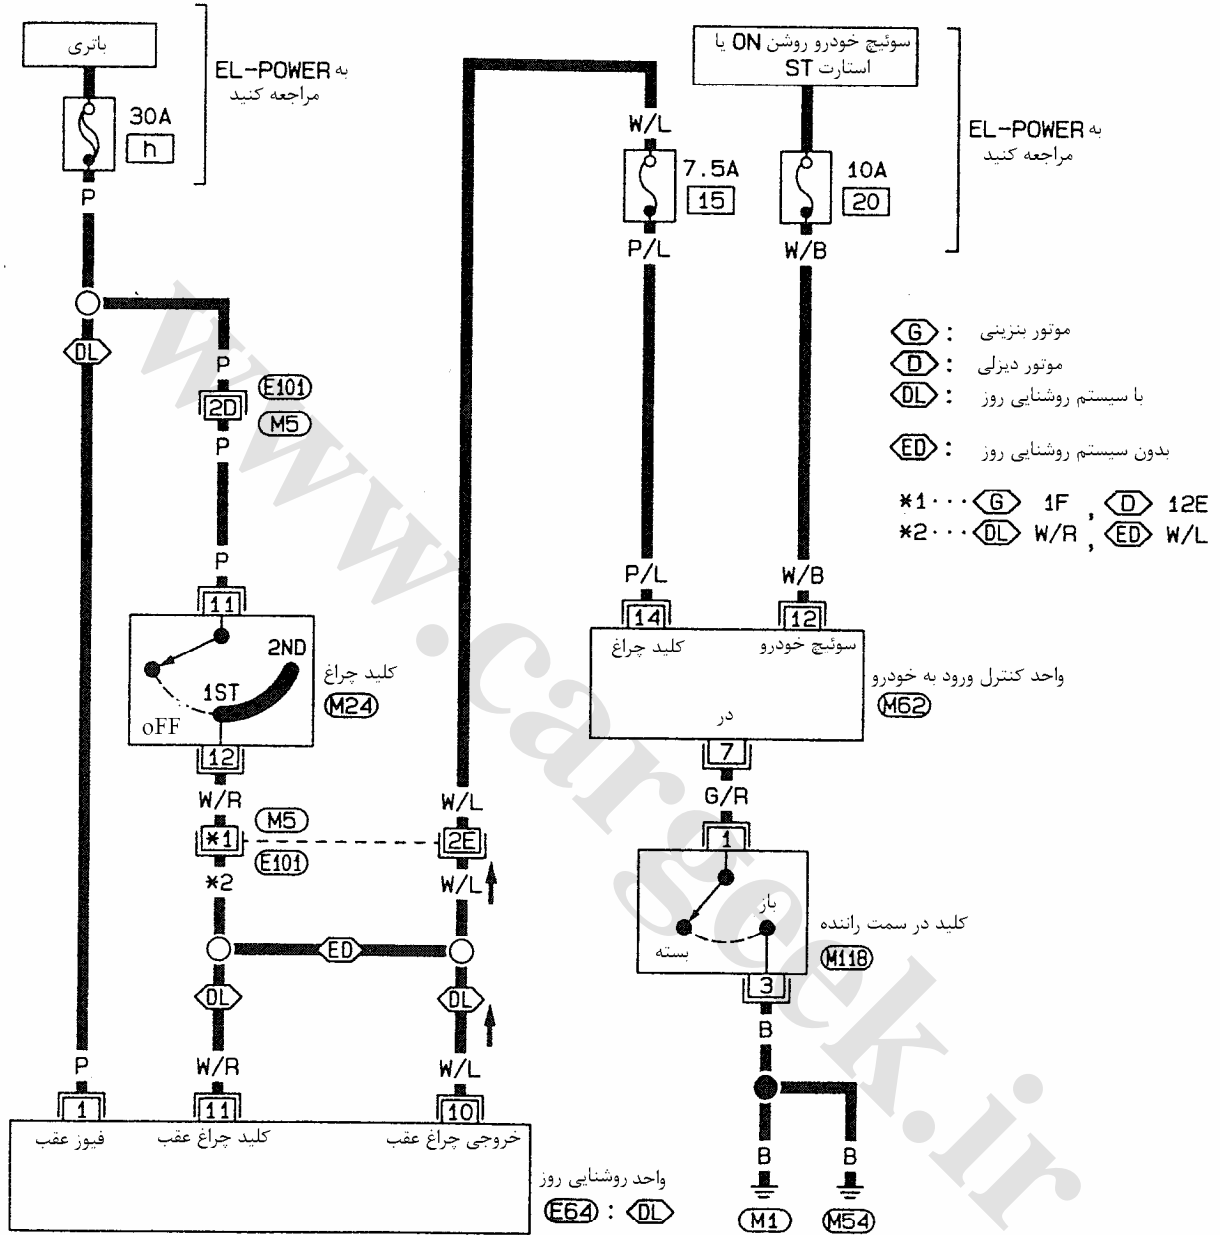 باتری
به EL-POWER
مراجعه کنید
30A
h
P
DL
P
E101
2D
M5
P
P
11
2ND
1ST
oFF
کلید چراغ
M24
12
W/R
M5
*1
E101
*2
ED
DL
W/R
P
1
11
10
فیوز عقب
کلید چراغ عقب
خروجی چراغ عقب
واحد روشنایی روز
E64 : DL
W/L
2E
W/L
DL
W/L
سوئیچ خودرو روشن ON یا
استارت ST
به EL-POWER
مراجعه کنید
W/L
7.5A
15
10A
20
P/L
W/B
G : موتور بنزینی
D : موتور دیزلی
DL : با سیستم روشنایی روز
ED : بدون سیستم روشنایی روز
*1···G 1F , D 12E
*2···DL W/R , ED W/L
P/L
W/B
14
12
کلید چراغ
سوئیچ خودرو
در
واحد کنترل ورود به خودرو
M62
7
G/R
1
باز
بسته
کلید در سمت راننده
M118
3
B
B
B
M1
M54
www.cargeek.ir